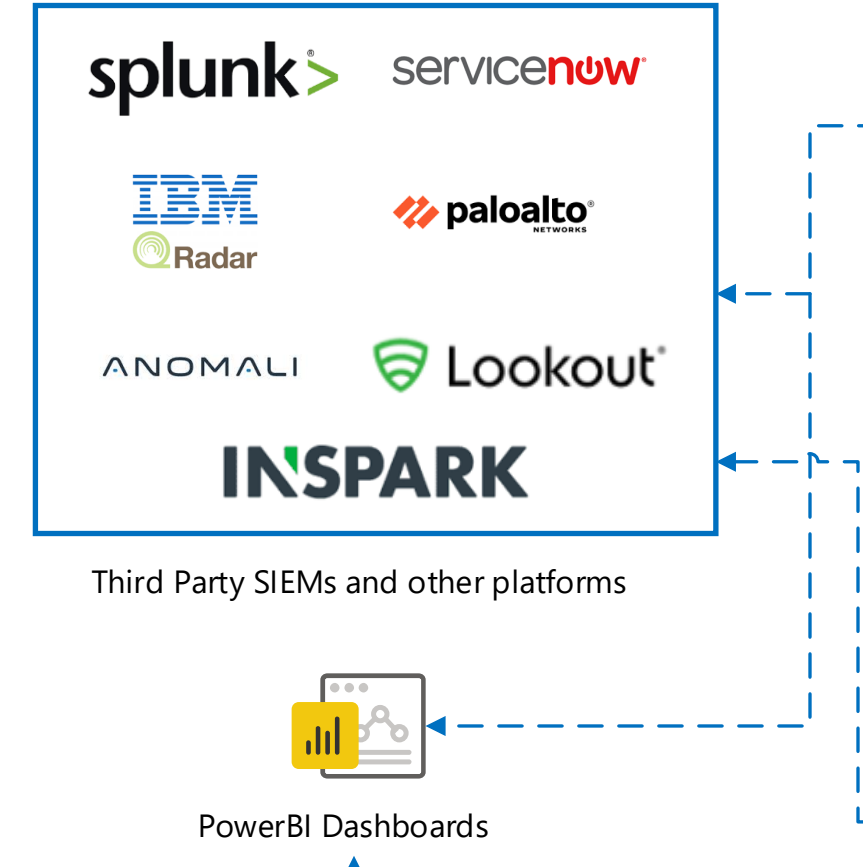 splunk>®
servicenow®
IBM
QRadar
paloalto®
NETWORKS
ANOMALI
Lookout®
INSPARK
Third Party SIEMs and other platforms
PowerBI Dashboards